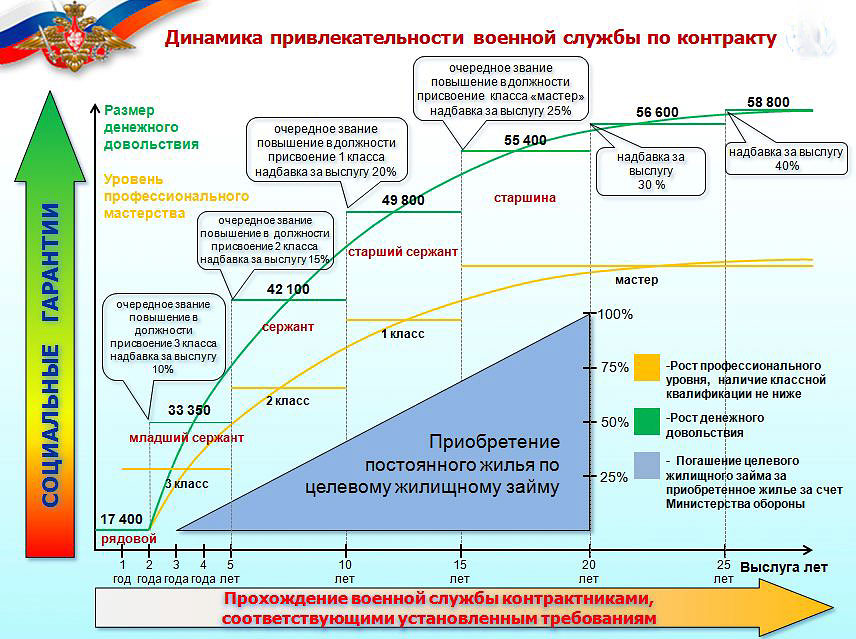 Динамика привлекательности военной службы по контракту
Размер
денежного
довольствия
Уровень
профессионального
мастерства
СОЦИАЛЬНЫЕ ГАРАНТИИ
очередное звание
повышение в
должности
присвоение 3 класса
надбавка за выслугу
10%
очередное звание
повышение в должности
присвоение 2 класса
надбавка за выслугу 15%
очередное звание
повышение в должности
присвоение 1 класса
надбавка за выслугу 20%
очередное звание
повышение в должности
присвоение класса «мастер»
надбавка за выслугу 25%
надбавка за
выслугу
30 %
надбавка за выслугу
40%
17 400
рядовой
33 350
младший сержант
42 100
сержант
49 800
старший сержант
55 400
старшина
56 600
58 800
3 класс
2 класс
1 класс
мастер
100%
75%
50%
25%
Приобретение
постоянного жилья по
целевому жилищному займу
-Рост профессионального
уровня, наличие классной
квалификации не ниже
-Рост денежного
довольствия
- Погашение целевого
жилищного займа за
приобретенное жилье за счет
Министерства обороны
1 2 3 4 5 10 15 20 25
год года года года лет лет лет лет лет
Выслуга лет
Прохождение военной службы контрактниками,
соответствующими установленным требованиям